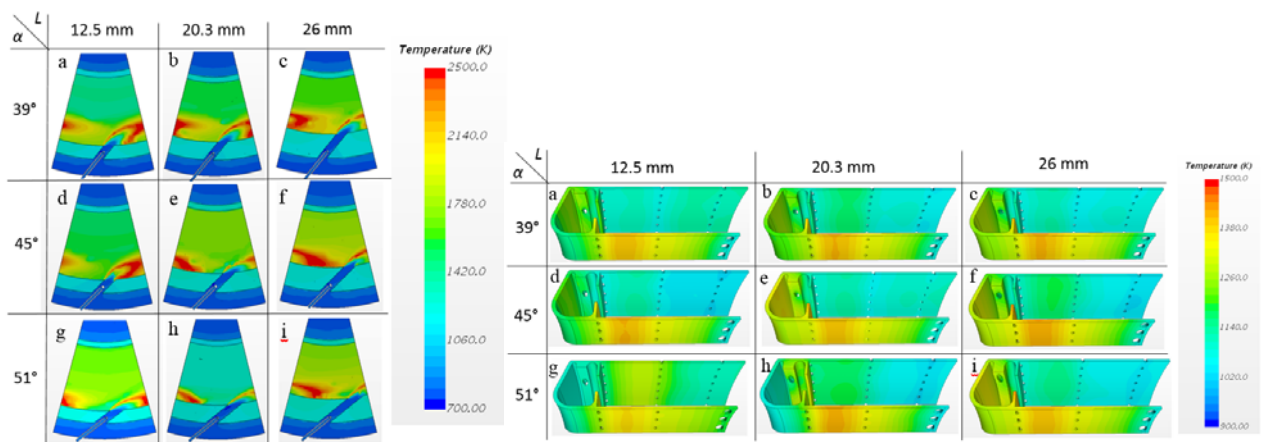 L
α
12.5 mm
20.3 mm
26 mm
39°
a
b
c
45°
d
e
f
51°
g
h
i
Temperature (K)
2500.0
2140.0
1780.0
1420.0
1060.0
700.00
L
α
12.5 mm
20.3 mm
26 mm
39°
a
b
c
45°
d
e
f
51°
g
h
i
Temperature (K)
1500.0
1380.0
1260.0
1140.0
1020.0
900.00